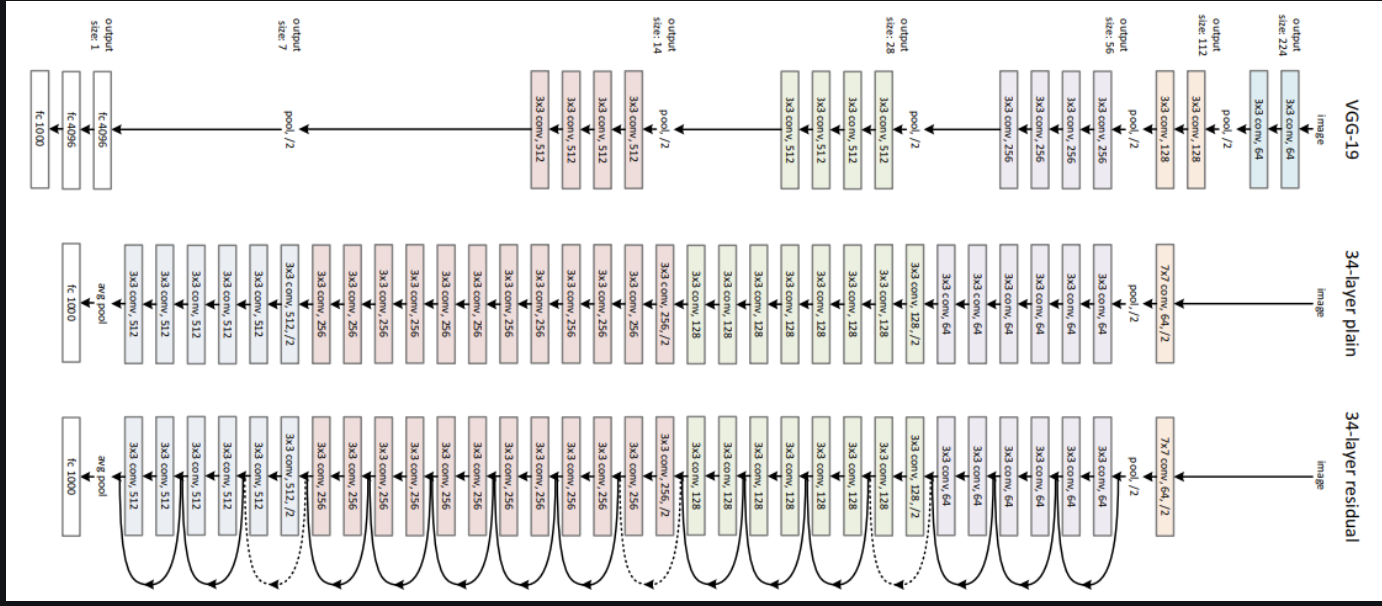 output
size: 224
output
size: 112
output
size: 56
output
size: 28
output
size: 14
output
size: 7
output
size: 1
VGG-19
image
3x3 conv, 64
3x3 conv, 64
pool, /2
3x3 conv, 128
3x3 conv, 128
pool, /2
3x3 conv, 256
3x3 conv, 256
3x3 conv, 256
3x3 conv, 256
pool, /2
3x3 conv, 512
3x3 conv, 512
3x3 conv, 512
3x3 conv, 512
pool, /2
3x3 conv, 512
3x3 conv, 512
3x3 conv, 512
3x3 conv, 512
pool, /2
fc 4096
fc 4096
fc 1000
34-layer plain
image
7x7 conv, 64, /2
pool, /2
3x3 conv, 64
3x3 conv, 64
3x3 conv, 64
3x3 conv, 64
3x3 conv, 64
3x3 conv, 64
3x3 conv, 128, /2
3x3 conv, 128
3x3 conv, 128
3x3 conv, 128
3x3 conv, 128
3x3 conv, 128
3x3 conv, 128
3x3 conv, 128
3x3 conv, 256, /2
3x3 conv, 256
3x3 conv, 256
3x3 conv, 256
3x3 conv, 256
3x3 conv, 256
3x3 conv, 256
3x3 conv, 256
3x3 conv, 256
3x3 conv, 256
3x3 conv, 256
3x3 conv, 256
3x3 conv, 512, /2
3x3 conv, 512
3x3 conv, 512
3x3 conv, 512
3x3 conv, 512
3x3 conv, 512
avg pool
fc 1000
34-layer residual
image
7x7 conv, 64, /2
pool, /2
3x3 conv, 64
3x3 conv, 64
3x3 conv, 64
3x3 conv, 64
3x3 conv, 64
3x3 conv, 64
3x3 conv, 128, /2
3x3 conv, 128
3x3 conv, 128
3x3 conv, 128
3x3 conv, 128
3x3 conv, 128
3x3 conv, 128
3x3 conv, 128
3x3 conv, 256, /2
3x3 conv, 256
3x3 conv, 256
3x3 conv, 256
3x3 conv, 256
3x3 conv, 256
3x3 conv, 256
3x3 conv, 256
3x3 conv, 256
3x3 conv, 256
3x3 conv, 256
3x3 conv, 256
3x3 conv, 512, /2
3x3 conv, 512
3x3 conv, 512
3x3 conv, 512
3x3 conv, 512
3x3 conv, 512
avg pool
fc 1000